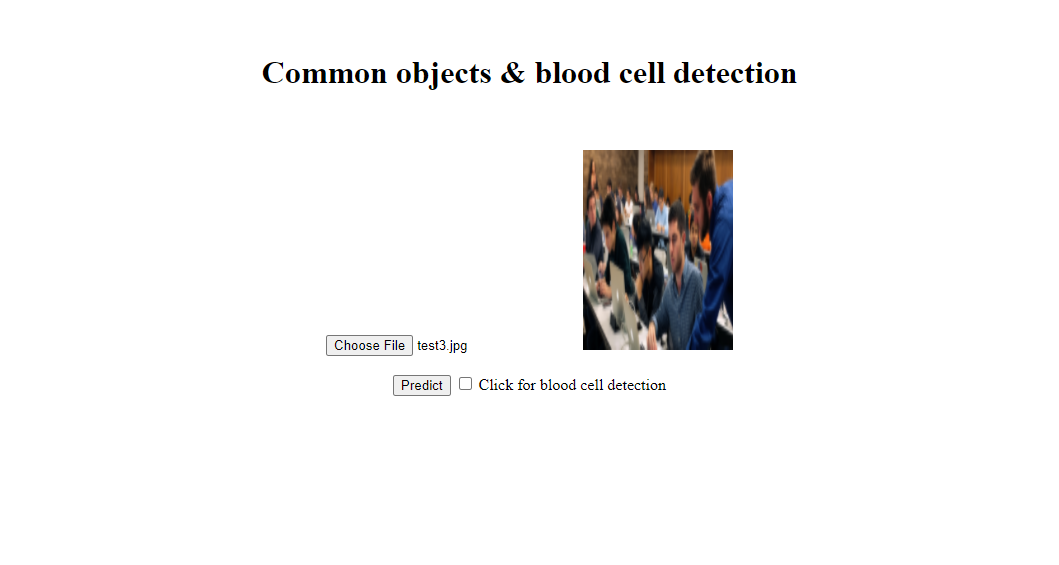 Common objects & blood cell detection
Choose File test3.jpg
Predict Click for blood cell detection